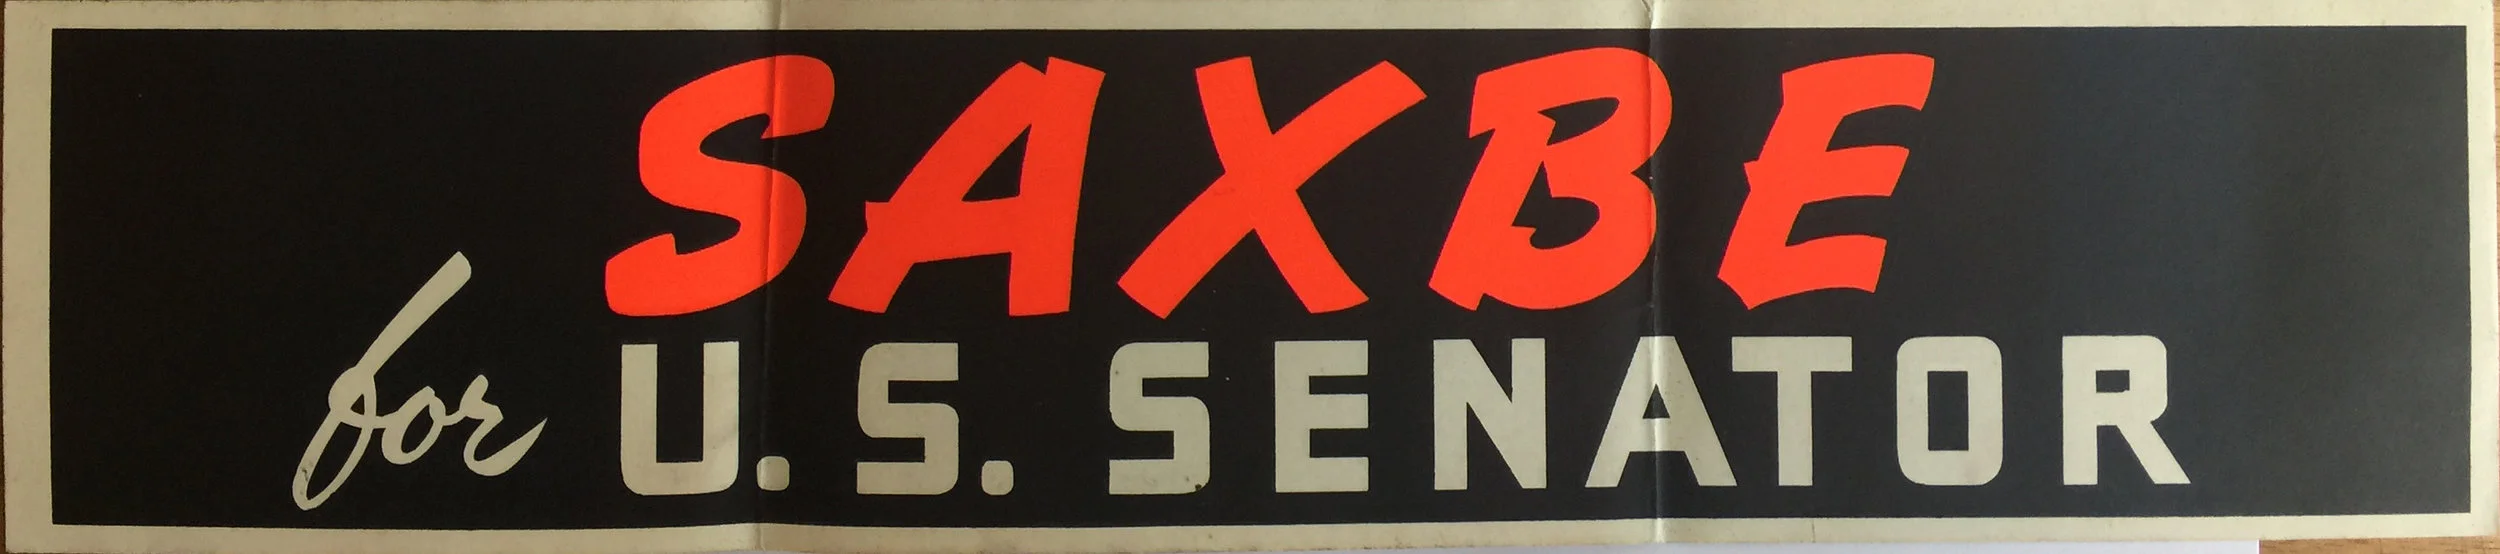 SAXBE
for U.S. SENATOR